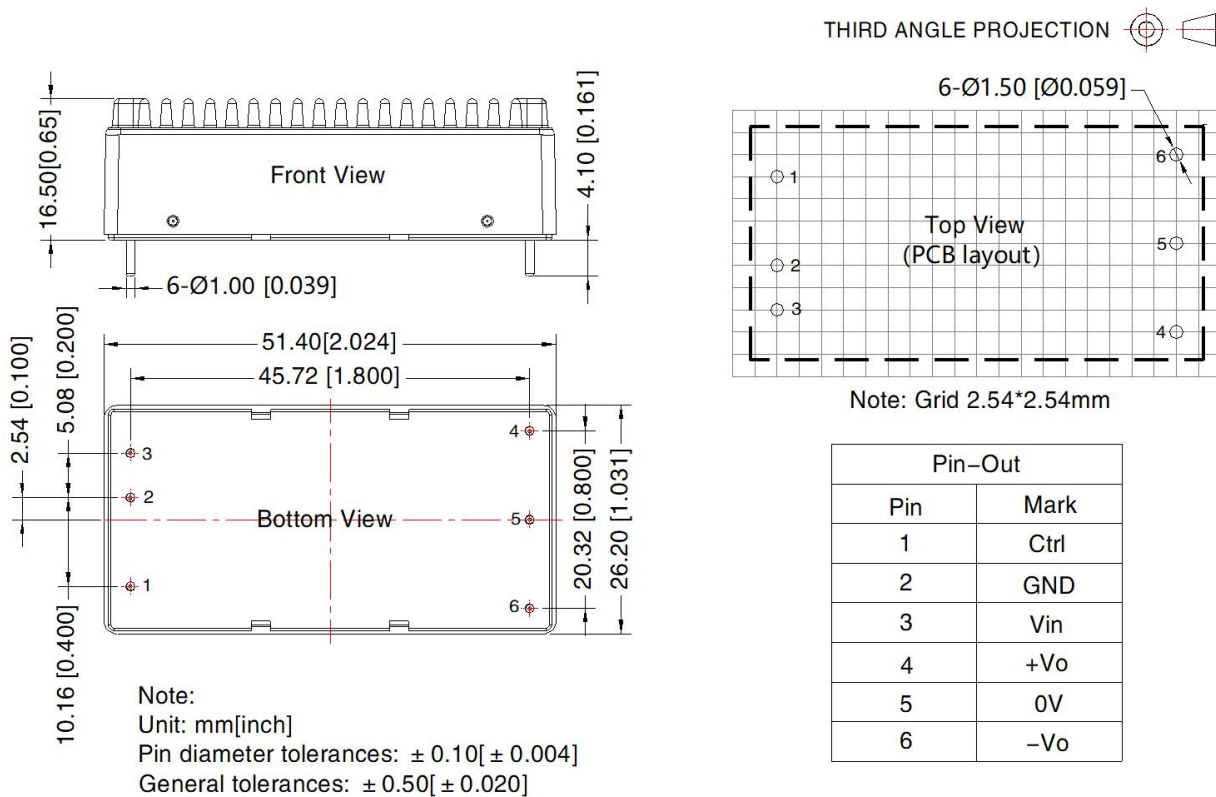 THIRD ANGLE PROJECTION
16.50[0.65]
Front View
4.10 [0.161]
6-Ø1.00 [0.039]
6-Ø1.50 [Ø0.059]
6
1
5
2
3
4
Top View
(PCB layout)
Note: Grid 2.54*2.54mm
51.40[2.024]
45.72 [1.800]
2.54 [0.100]
5.08 [0.200]
10.16 [0.400]
3
2
1
4
5
6
Bottom View
20.32 [0.800]
26.20 [1.031]
Pin–Out
Pin Mark
1 Ctrl
2 GND
3 Vin
4 +Vo
5 0V
6 –Vo
Note:
Unit: mm[inch]
Pin diameter tolerances: ± 0.10[ ± 0.004]
General tolerances: ± 0.50[ ± 0.020]